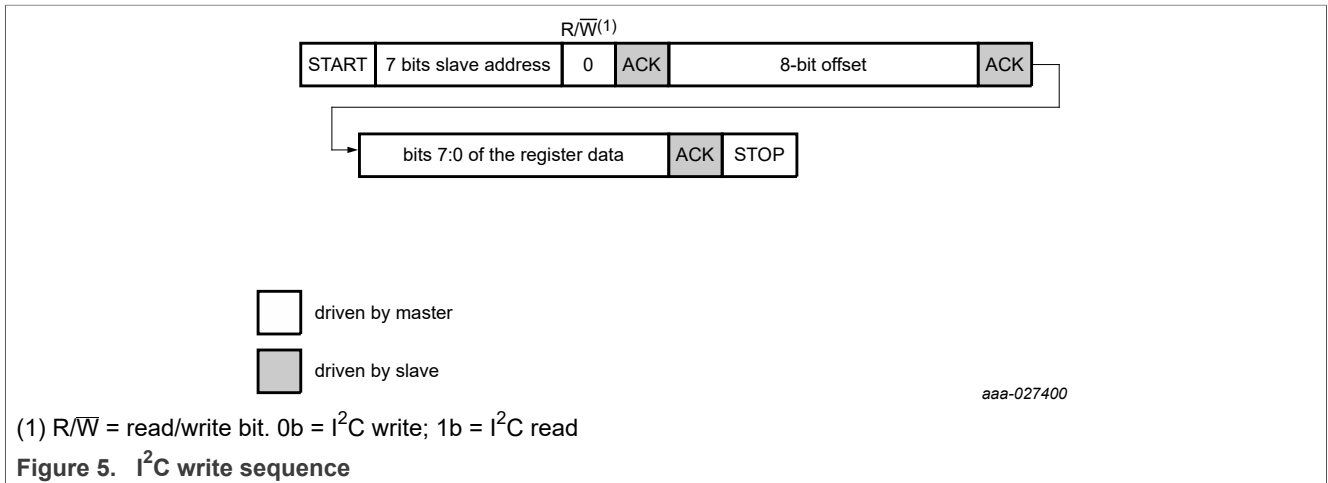 R/W̅(1)
START 7 bits slave address 0 ACK 8-bit offset ACK
bits 7:0 of the register data ACK STOP
driven by master
driven by slave
aaa-027400
(1) R/W̅ = read/write bit. 0b = I²C write; 1b = I²C read
Figure 5. I²C write sequence